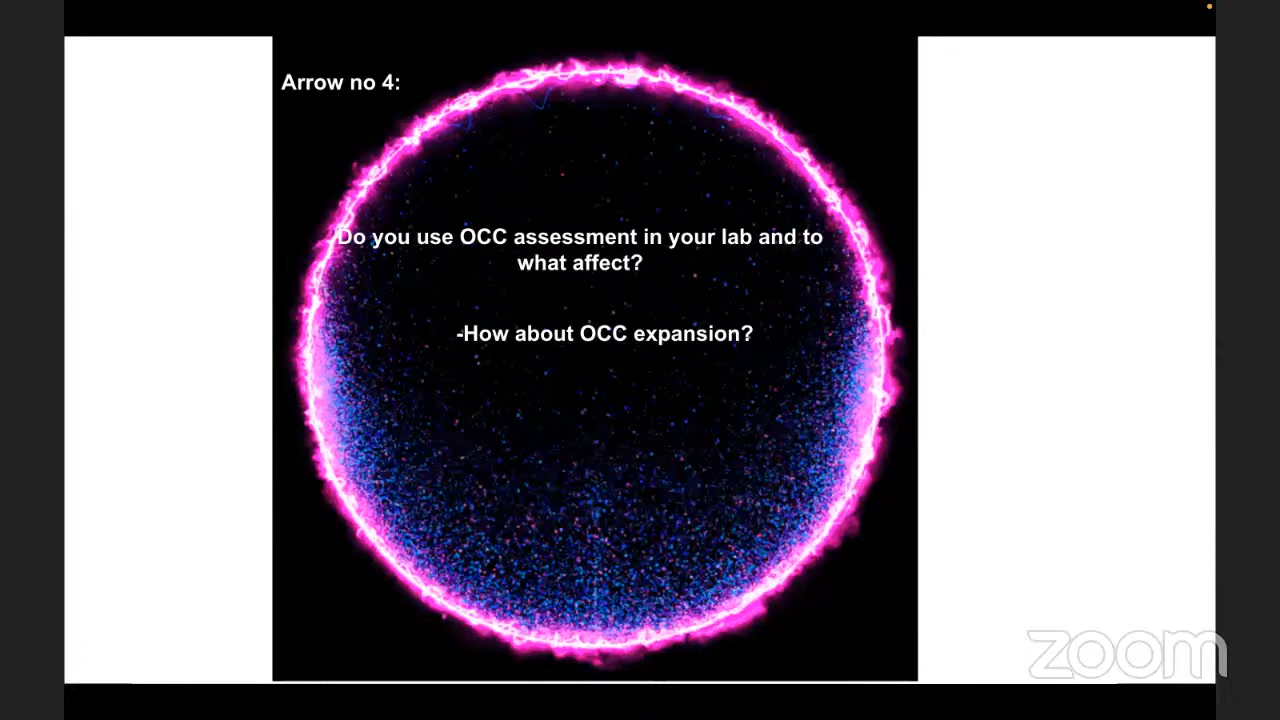 Arrow no 4:
Do you use OCC assessment in your lab and to
what affect?
-How about OCC expansion?
zoom